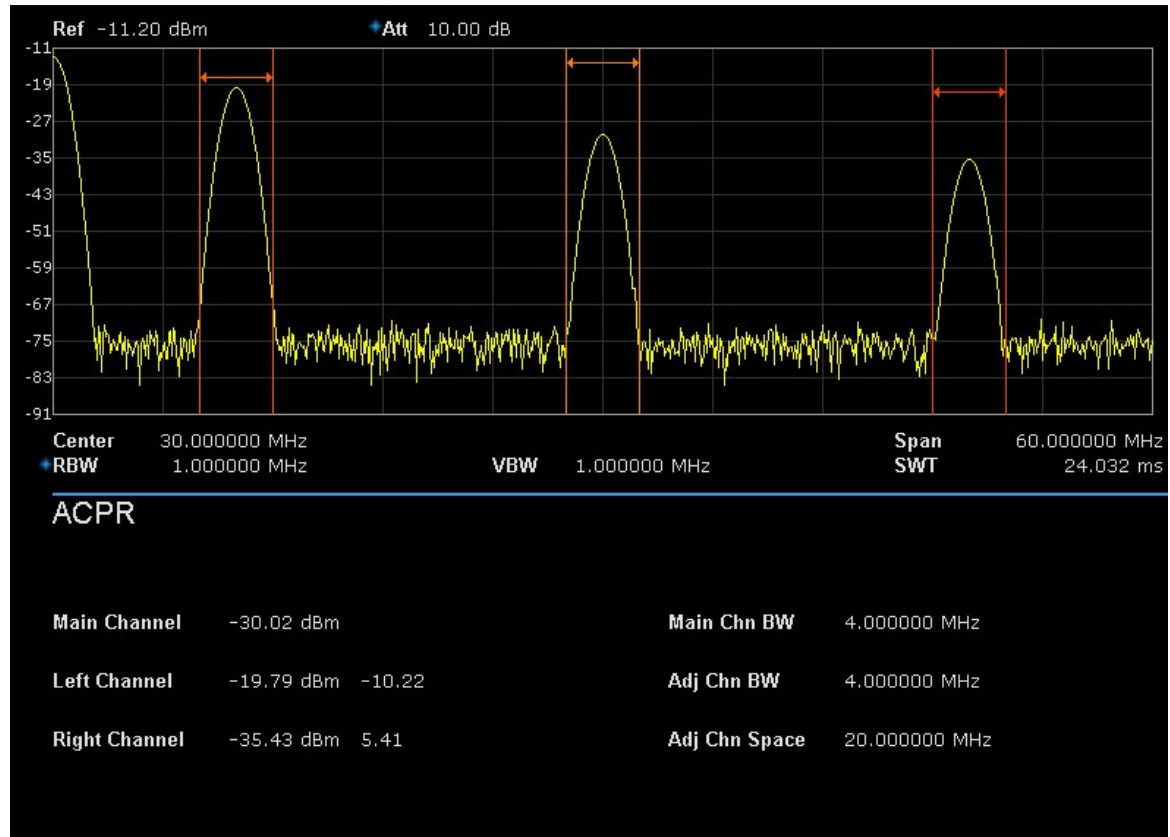 Ref -11.20 dBm Att 10.00 dB
-11
-19
-27
-35
-43
-51
-59
-67
-75
-83
-91
Center 30.000000 MHz Span 60.000000 MHz
RBW 1.000000 MHz VBW 1.000000 MHz SWT 24.032 ms
ACPR
Main Channel -30.02 dBm Main Chn BW 4.000000 MHz
Left Channel -19.79 dBm -10.22 Adj Chn BW 4.000000 MHz
Right Channel -35.43 dBm 5.41 Adj Chn Space 20.000000 MHz